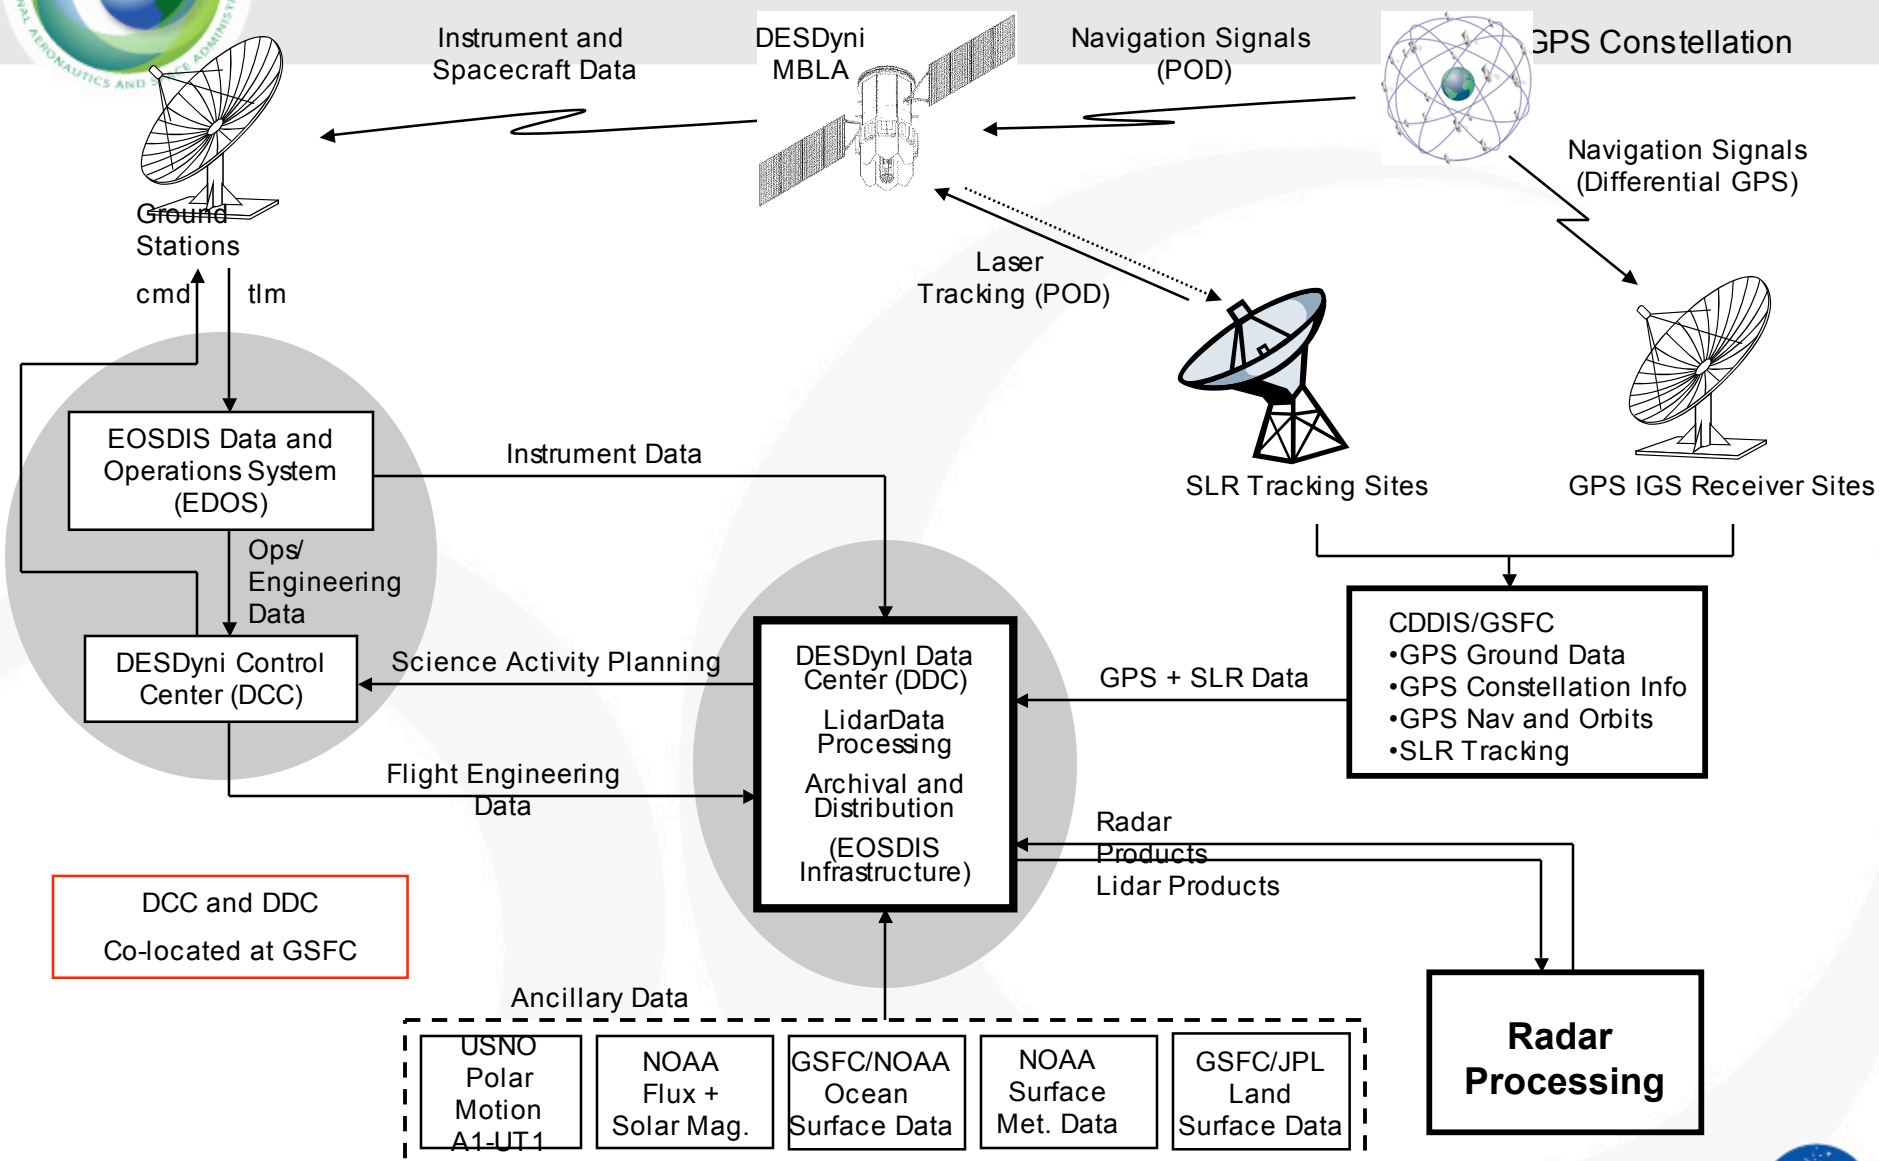 AERONAUTICS AND SPACE ADMINIST
Instrument and
Spacecraft Data
DESDyni
MBLA
Navigation Signals
(POD)
GPS Constellation
Navigation Signals
(Differential GPS)
Ground
Stations
cmd
tlm
Laser
Tracking (POD)
EOSDIS Data and
Operations System
(EDOS)
Instrument Data
SLR Tracking Sites
GPS IGS Receiver Sites
Ops/
Engineering
Data
DESDyni Control
Center (DCC)
Science Activity Planning
DESDynI Data
Center (DDC)
LidarData
Processing
Archival and
Distribution
(EOSDIS
Infrastructure)
GPS + SLR Data
CDDIS/GSFC
•GPS Ground Data
•GPS Constellation Info
•GPS Nav and Orbits
•SLR Tracking
Flight Engineering
Data
Radar
Products
Lidar Products
DCC and DDC
Co-located at GSFC
Ancillary Data
USNO
Polar
Motion
A1-UT1
NOAA
Flux +
Solar Mag.
GSFC/NOAA
Ocean
Surface Data
NOAA
Surface
Met. Data
GSFC/JPL
Land
Surface Data
Radar
Processing